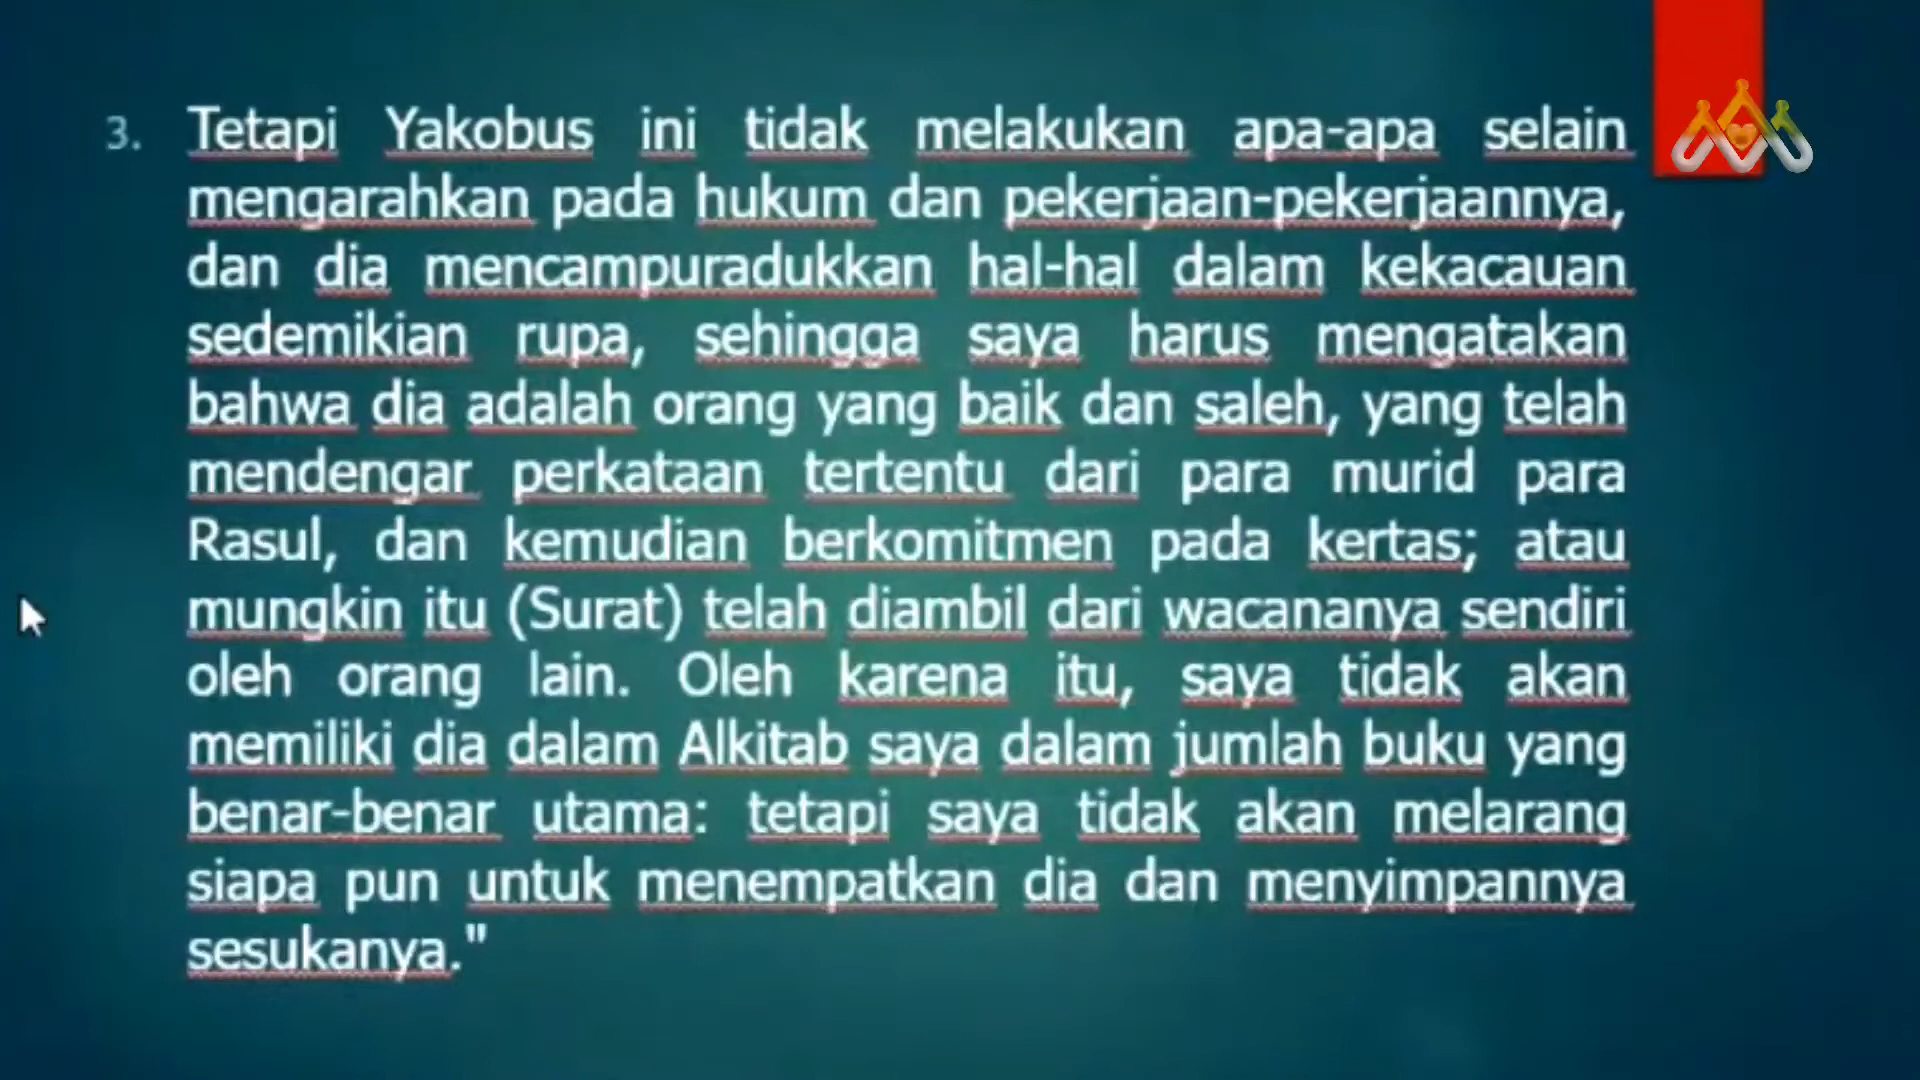 3. Tetapi Yakobus ini tidak melakukan apa-apa selain
mengarahkan pada hukum dan pekerjaan-pekerjaannya,
dan dia mencampuradukkan hal-hal dalam kekacauan
sedemikian rupa, sehingga saya harus mengatakan
bahwa dia adalah orang yang baik dan saleh, yang telah
mendengar perkataan tertentu dari para murid para
Rasul, dan kemudian berkomitmen pada kertas; atau
mungkin itu (Surat) telah diambil dari wacananya sendiri
oleh orang lain. Oleh karena itu, saya tidak akan
memiliki dia dalam Alkitab saya dalam jumlah buku yang
benar-benar utama: tetapi saya tidak akan melarang
siapa pun untuk menempatkan dia dan menyimpannya
sesukanya."